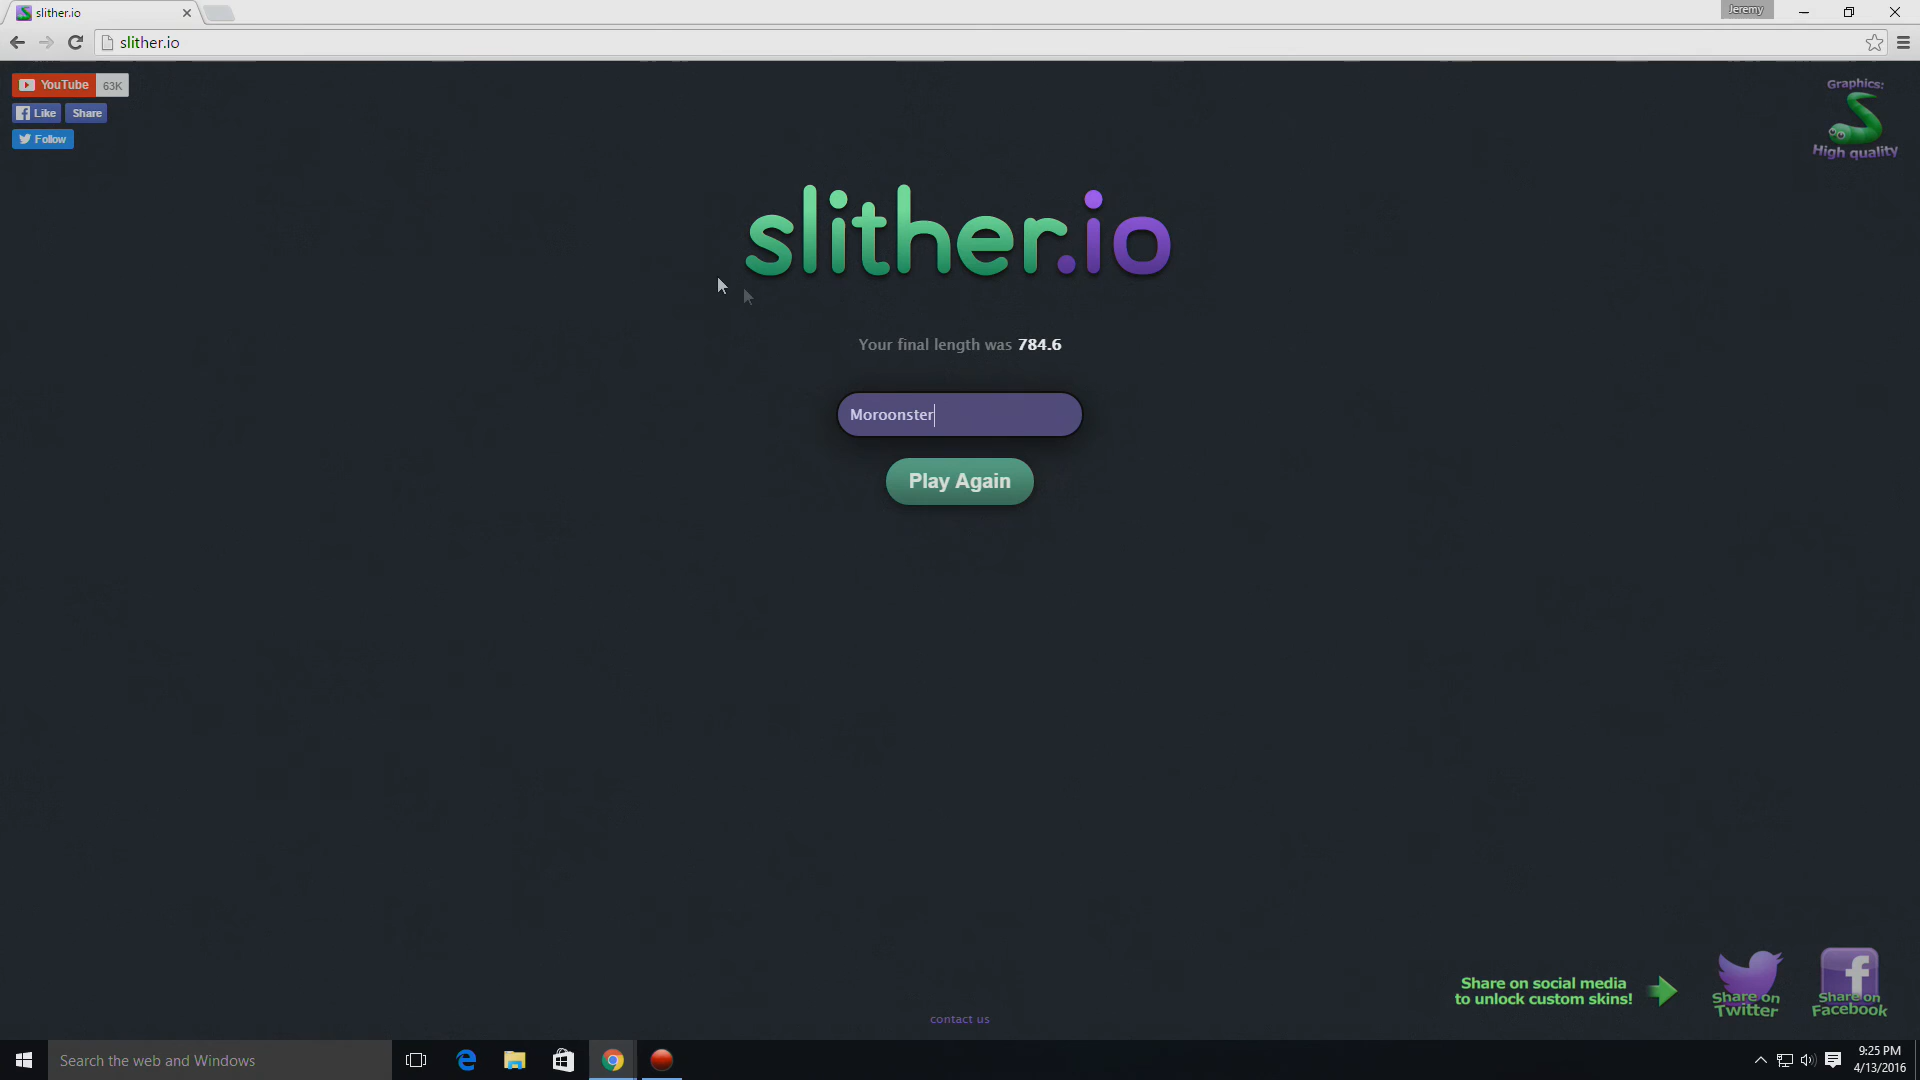 slither.io
Jeremy
slither.io
YouTube 63K
Like Share
Follow
Graphics:
High quality
slither.io
Your final length was 784.6
Moroonster
Play Again
Share on social media
to unlock custom skins!
Share on
Twitter
Share on
Facebook
contact us
Search the web and Windows
9:25 PM
4/13/2016